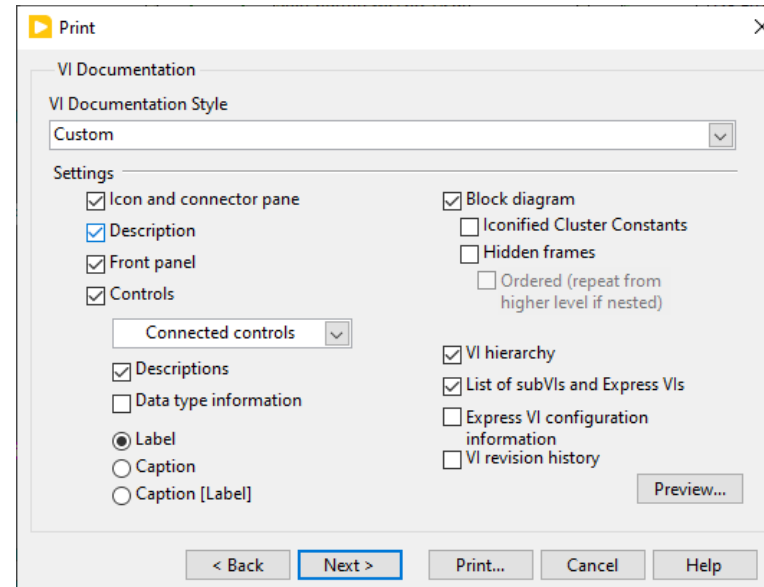 Print
VI Documentation
VI Documentation Style
Custom
Settings
Icon and connector pane
Description
Front panel
Controls
Connected controls
Descriptions
Data type information
Label
Caption
Caption [Label]
Block diagram
Iconified Cluster Constants
Hidden frames
Ordered (repeat from
higher level if nested)
VI hierarchy
List of subVIs and Express VIs
Express VI configuration
information
VI revision history
Preview...
< Back
Next >
Print...
Cancel
Help